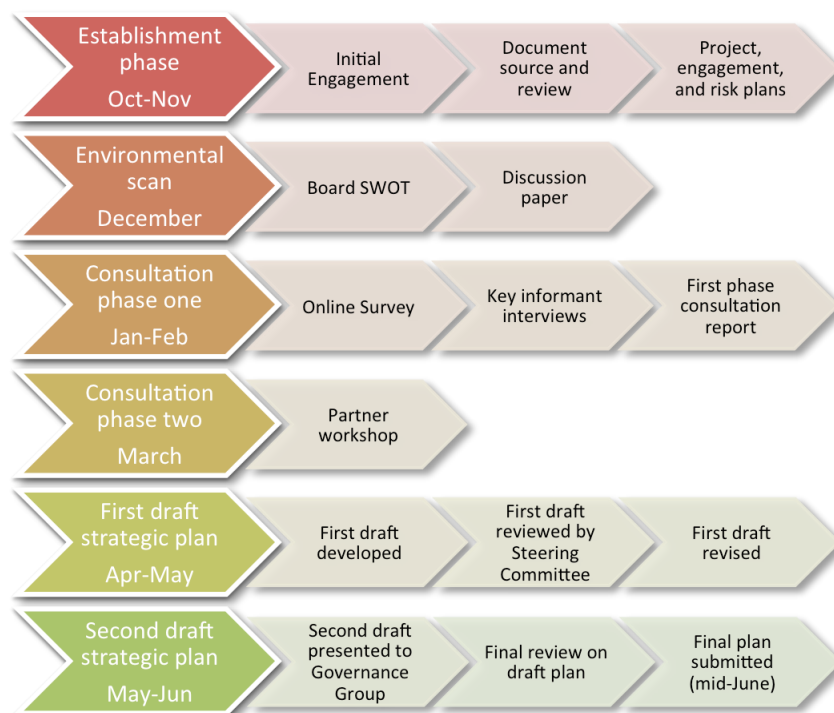 Establishment
phase
Oct-Nov
Initial
Engagement
Document
source and
review
Project,
engagement,
and risk plans
Environmental
scan
December
Board SWOT
Discussion
paper
Consultation
phase one
Jan-Feb
Online Survey
Key informant
interviews
First phase
consultation
report
Consultation
phase two
March
Partner
workshop
First draft
strategic plan
Apr-May
First draft
developed
First draft
reviewed by
Steering
Committee
First draft
revised
Second draft
strategic plan
May-Jun
Second draft
presented to
Governance
Group
Final review on
draft plan
Final plan
submitted
(mid-June)